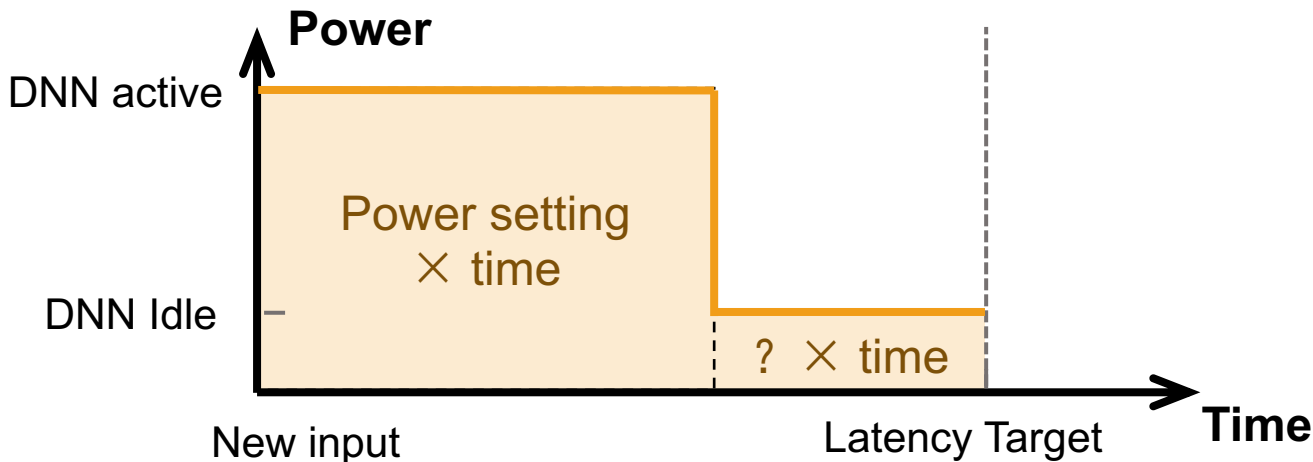 Power
DNN active
Power setting
× time
DNN Idle
? × time
New input
Latency Target
Time